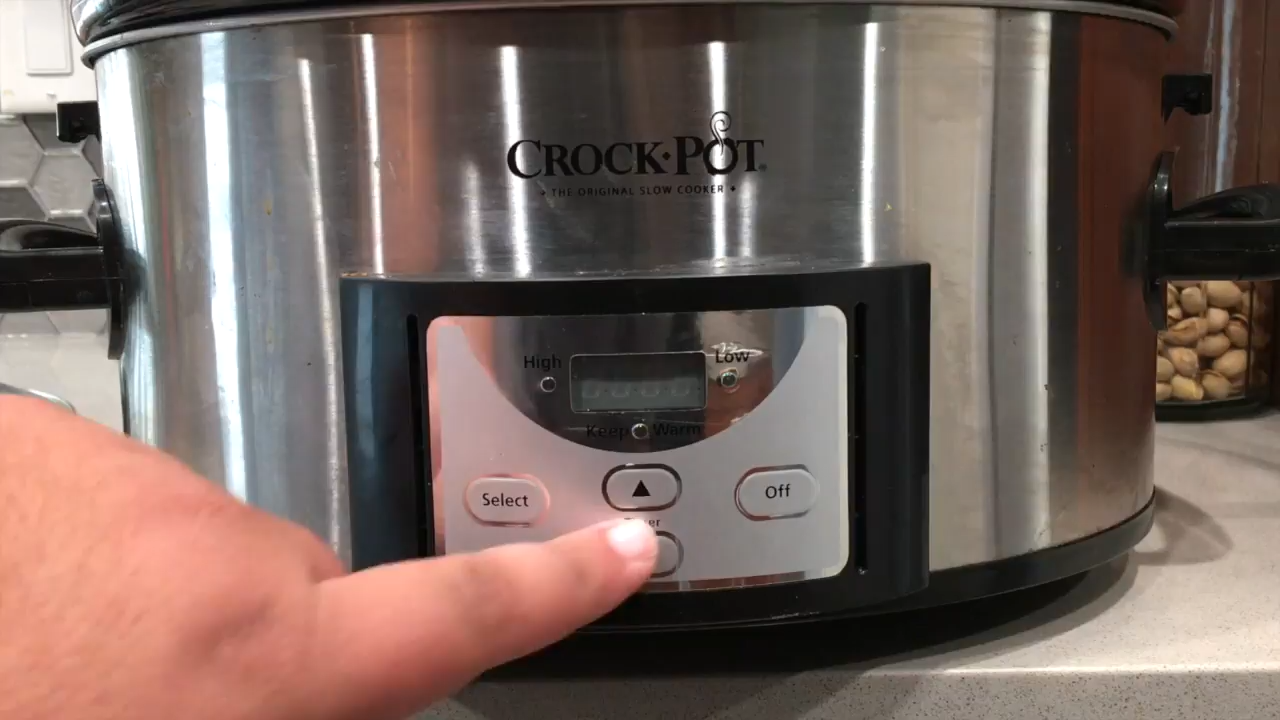 CROCK•POT®
• THE ORIGINAL SLOW COOKER •
High
Low
Keep Warm
Select
▲
Off